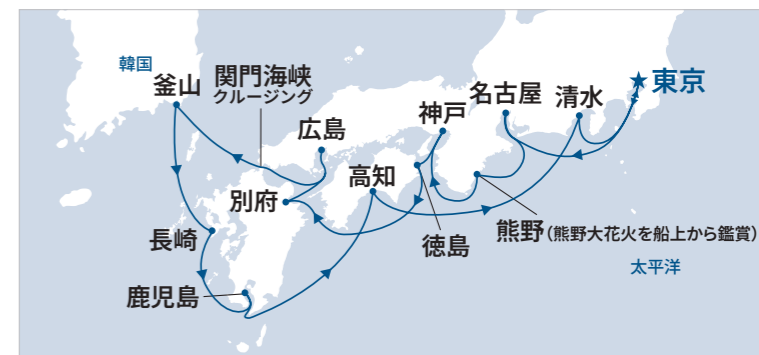 韓国
釜山
関門海峡
クルージング
広島
神戸
名古屋
清水
東京
別府
高知
長崎
徳島
熊野(熊野大花火を船上から鑑賞)
太平洋
鹿児島